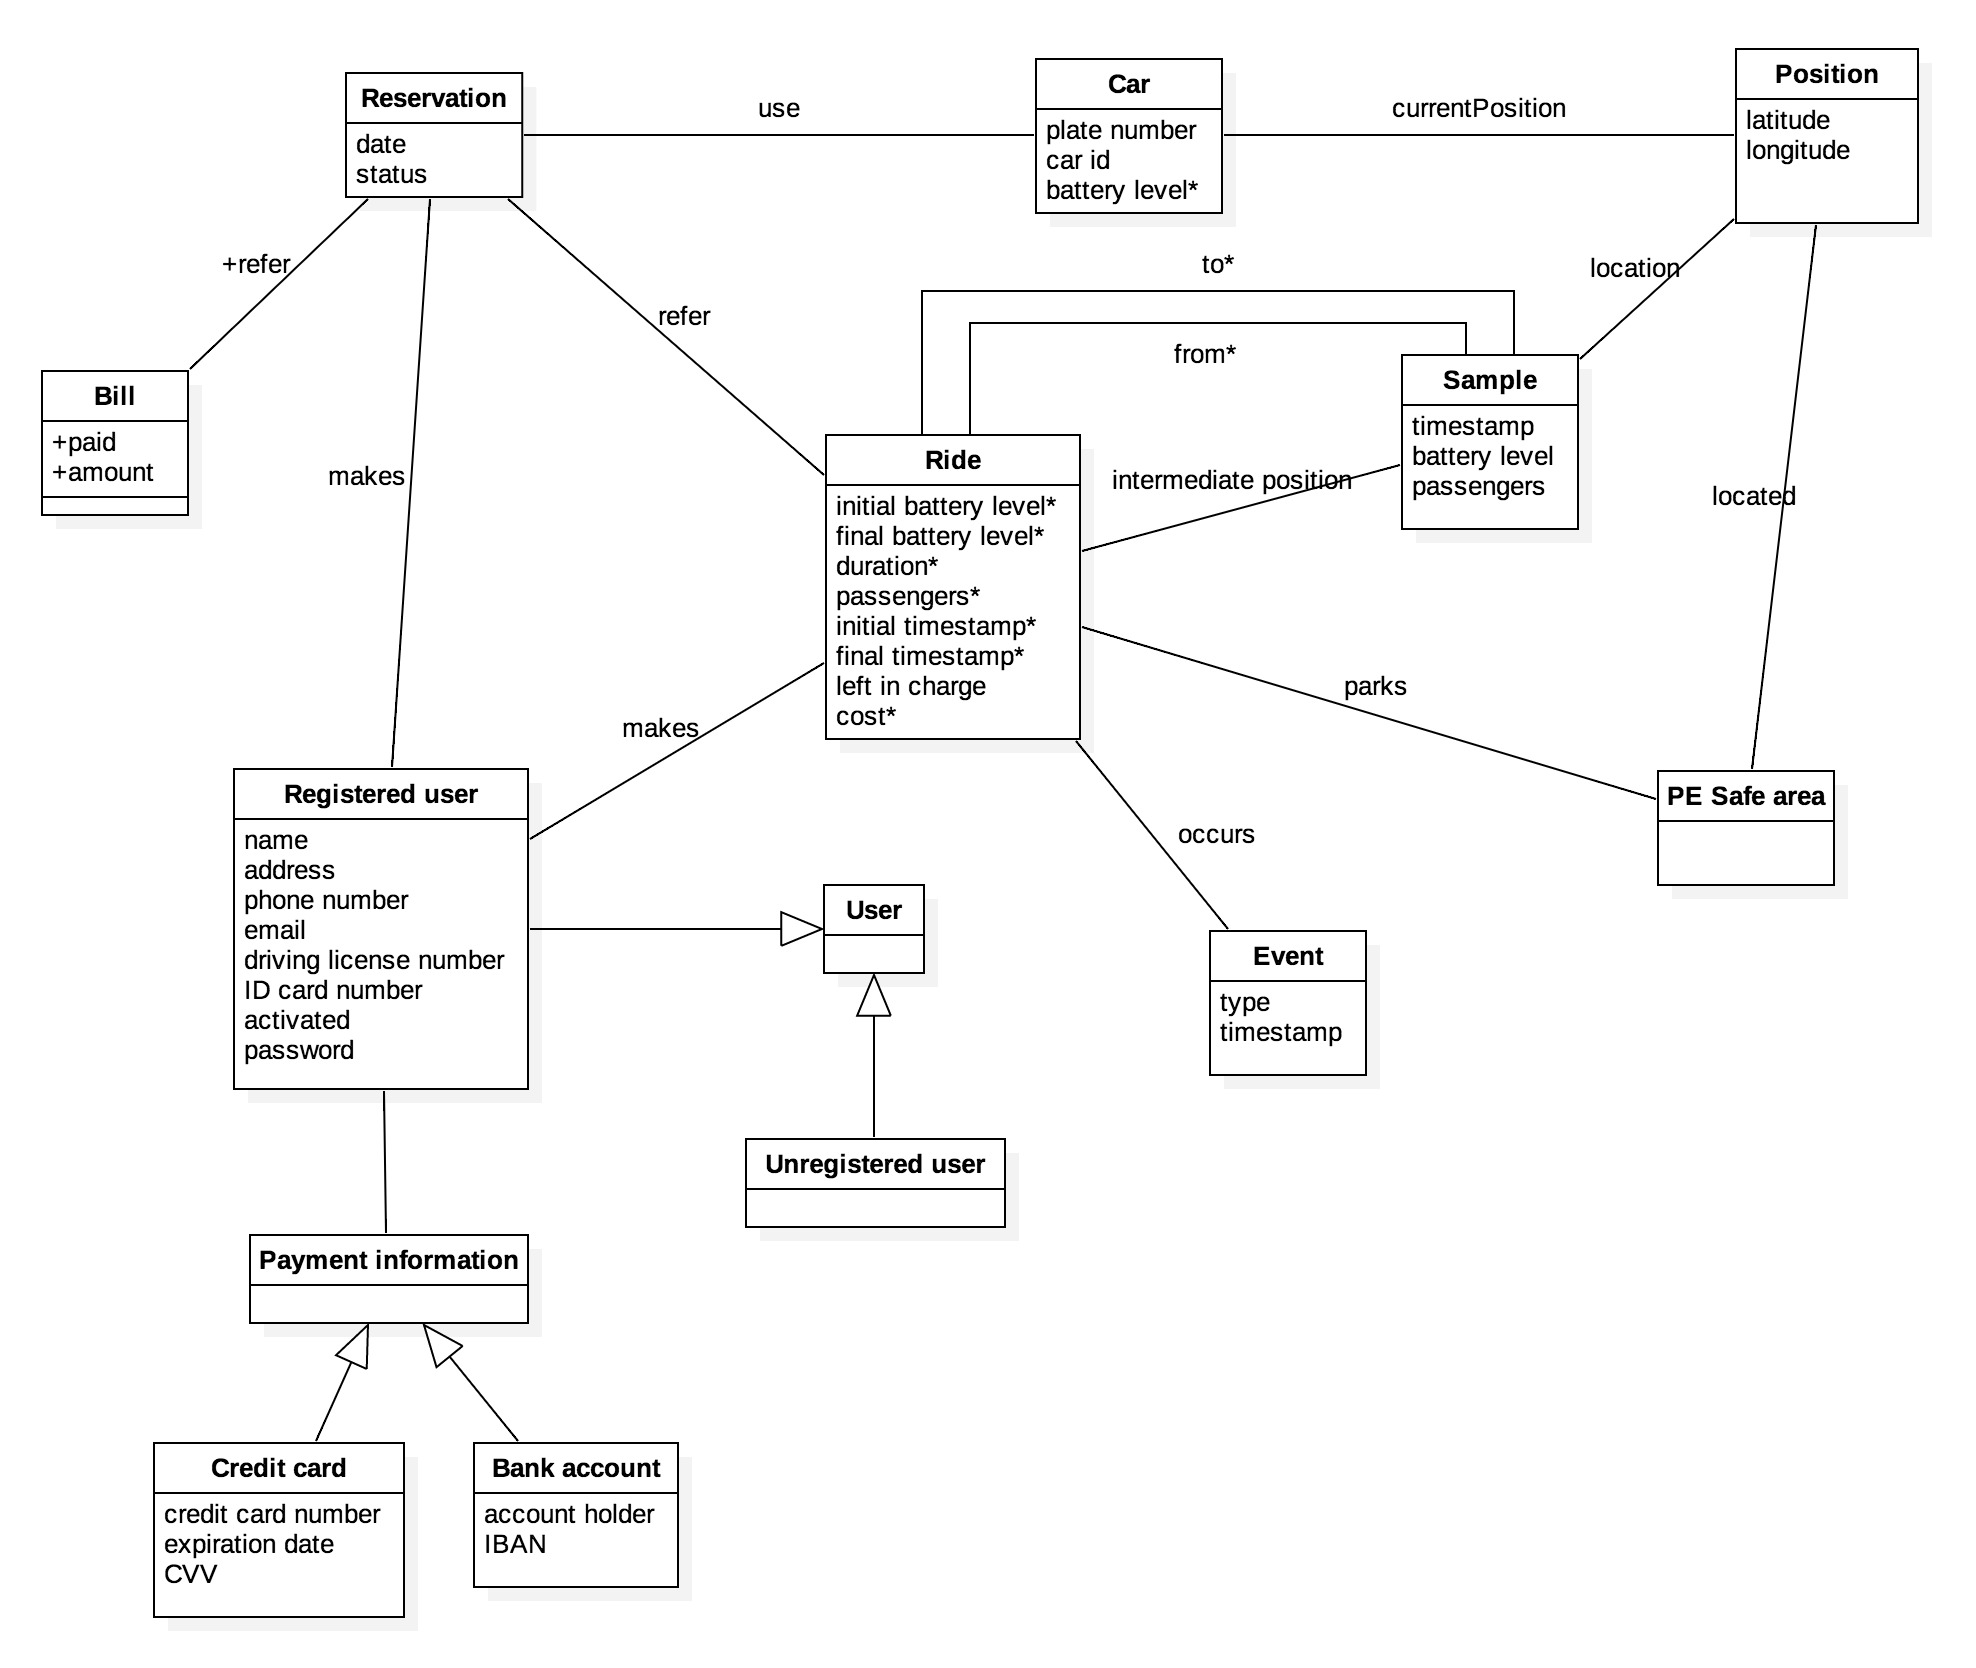 Reservation
date
status
use
Car
plate number
car id
battery level*
currentPosition
Position
latitude
longitude
+refer
makes
refer
to*
from*
location
Bill
+paid
+amount
Ride
initial battery level*
final battery level*
duration*
passengers*
initial timestamp*
final timestamp*
left in charge
cost*
intermediate position
Sample
timestamp
battery level
passengers
located
parks
makes
occurs
PE Safe area
Registered user
name
address
phone number
email
driving license number
ID card number
activated
password
User
Event
type
timestamp
Unregistered user
Payment information
Credit card
credit card number
expiration date
CVV
Bank account
account holder
IBAN